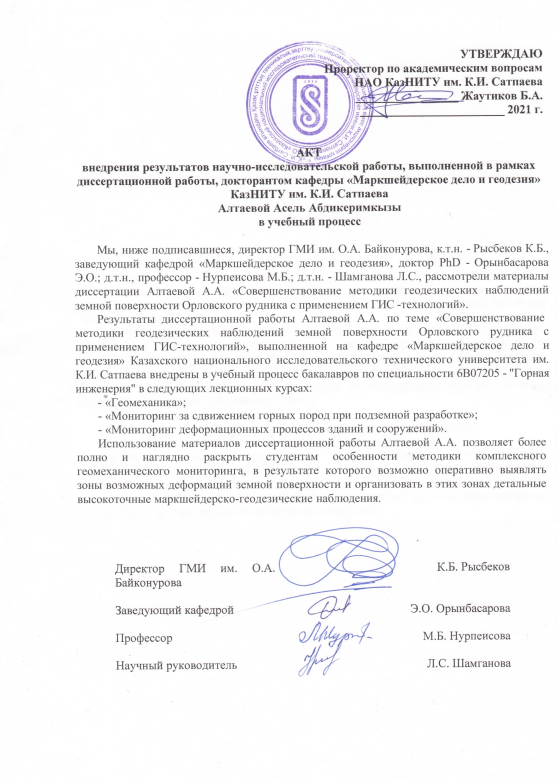 УТВЕРЖДАЮ
Проректор по академическим вопросам
НАО КазНИТУ им. К.И. Сатпаева
Жаутиков Б.А.
2021 г.
АКТ
внедрения результатов научно-исследовательской работы, выполненной в рамках
диссертационной работы, докторантом кафедры «Маркшейдерское дело и геодезия»
КазНИТУ им. К.И. Сатпаева
Алтаевой Асель Абдикеримкызы
в учебный процесс
Мы, ниже подписавшиеся, директор ГМИ им. О.А. Байконурова, к.т.н. - Рысбеков К.Б.,
заведующий кафедрой «Маркшейдерское дело и геодезия», доктор PhD - Орынбасарова
Э.О.; д.т.н., профессор - Нурпеисова М.Б.; д.т.н. - Шамганова Л.С., рассмотрели материалы
диссертации Алтаевой А.А. «Совершенствование методики геодезических наблюдений
земной поверхности Орловского рудника с применением ГИС -технологий».
Результаты диссертационной работы Алтаевой А.А. по теме «Совершенствование
методики геодезических наблюдений земной поверхности Орловского рудника с
применением ГИС-технологий», выполненной на кафедре «Маркшейдерское дело и
геодезия» Казахского национального исследовательского технического университета им.
К.И. Сатпаева внедрены в учебный процесс бакалавров по специальности 6В07205 - "Горная
инженерия" в следующих лекционных курсах:
- «Геомеханика»;
- «Мониторинг за сдвижением горных пород при подземной разработке»;
- «Мониторинг деформационных процессов зданий и сооружений».
Использование материалов диссертационной работы Алтаевой А.А. позволяет более
полно и наглядно раскрыть студентам особенности методики комплексного
геомеханического мониторинга, в результате которого возможно оперативно выявлять
зоны возможных деформаций земной поверхности и организовать в этих зонах детальные
высокоточные маркшейдерско-геодезические наблюдения.
Директор ГМИ им. О.А. К.Б. Рысбеков
Байконурова
Заведующий кафедрой Э.О. Орынбасарова
Профессор М.Б. Нурпеисова
Научный руководитель Л.С. Шамганова